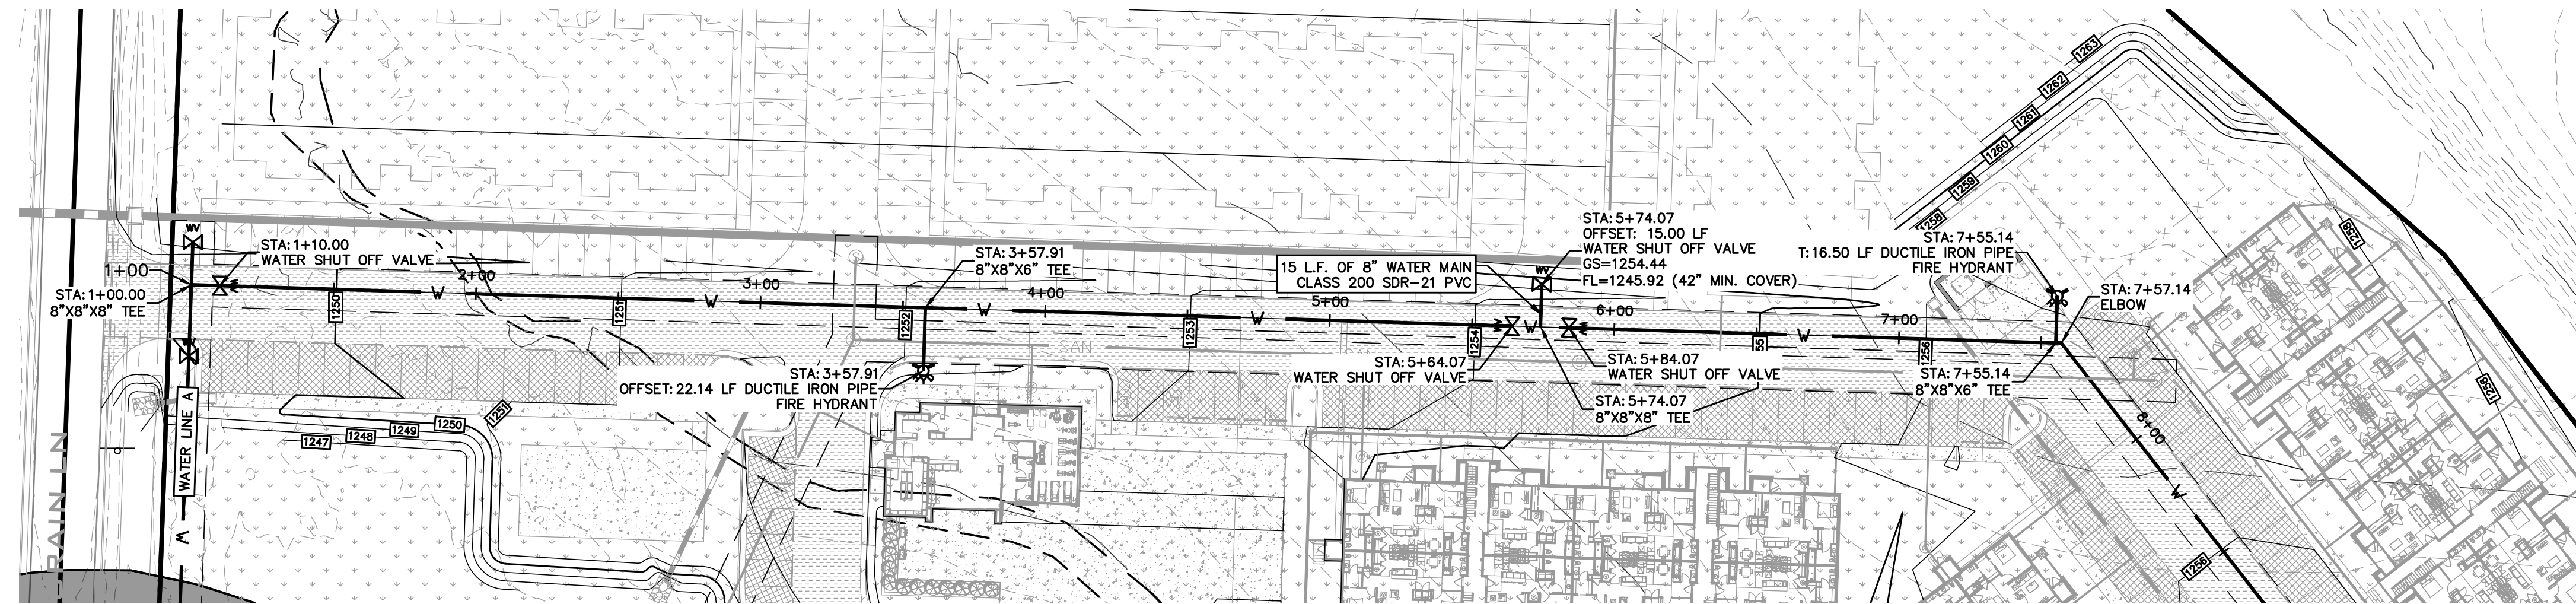 1263
1262
1261
1260
1259
1258
1258
1258
1258
WV
1+00
STA: 1+00.00
8"X8"X8" TEE
STA: 1+10.00
WATER SHUT OFF VALVE
1250
W
2+00
1251
W
3+00
1252
STA: 3+57.91
8"X8"X6" TEE
W
4+00
1253
W
5+00
1254
15 L.F. OF 8" WATER MAIN
CLASS 200 SDR-21 PVC
STA: 5+74.07
OFFSET: 15.00 LF
WATER SHUT OFF VALVE
GS=1254.44
FL=1245.92 (42" MIN. COVER)
WV
W
6+00
55
W
7+00
1256
STA: 7+55.14
T: 16.50 LF DUCTILE IRON PIPE
FIRE HYDRANT
STA: 7+57.14
ELBOW
STA: 7+55.14
8"X8"X6" TEE
8+00
W
1256
STA: 3+57.91
OFFSET: 22.14 LF DUCTILE IRON PIPE
FIRE HYDRANT
SAN
STA: 5+64.07
WATER SHUT OFF VALVE
STA: 5+84.07
WATER SHUT OFF VALVE
STA: 5+74.07
8"X8"X8" TEE
WATER LINE A
W
1247
1248
1249
1250
1251
RAIN LN